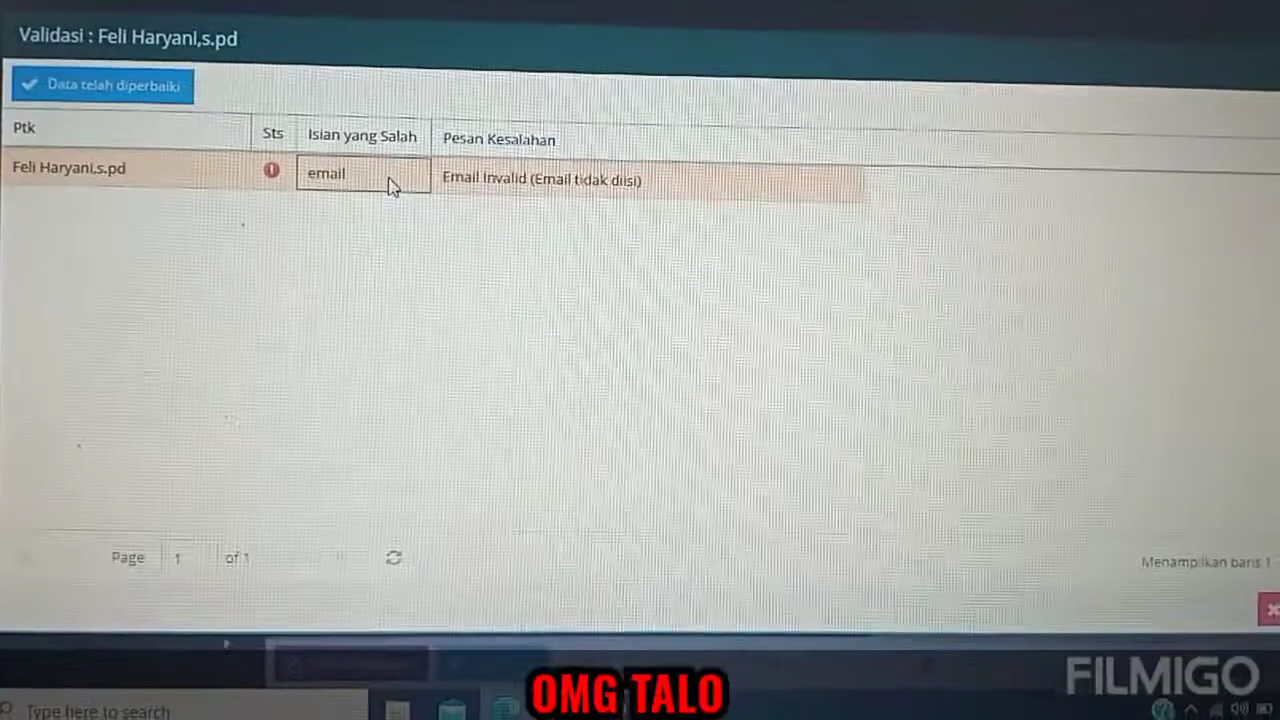 Validasi : Feli Haryani,s.pd
Data telah diperbaiki
Ptk Sts Isian yang Salah Pesan Kesalahan
Feli Haryani,s.pd email Email Invalid (Email tidak diisi)
Page 1 of 1
Menampilkan baris 1
OMG TALO
FILMIGO
Type here to search